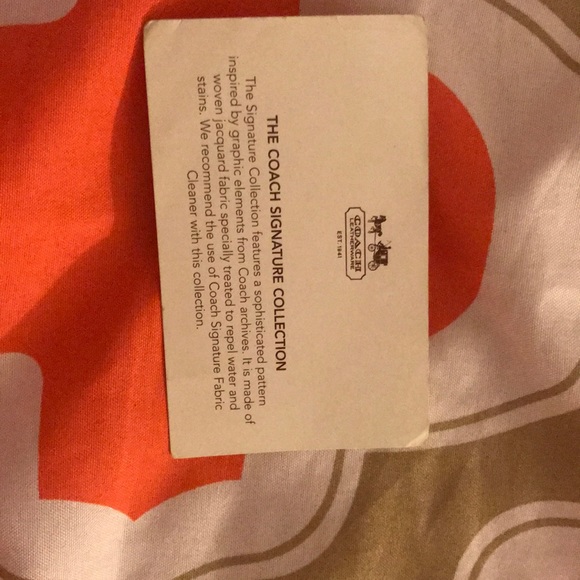 COACH
LEATHERWARE
EST. 1941
THE COACH SIGNATURE COLLECTION
The Signature Collection features a sophisticated pattern
inspired by graphic elements from Coach archives. It is made of
woven jacquard fabric specially treated to repel water and
stains. We recommend the use of Coach Signature Fabric
Cleaner with this collection.